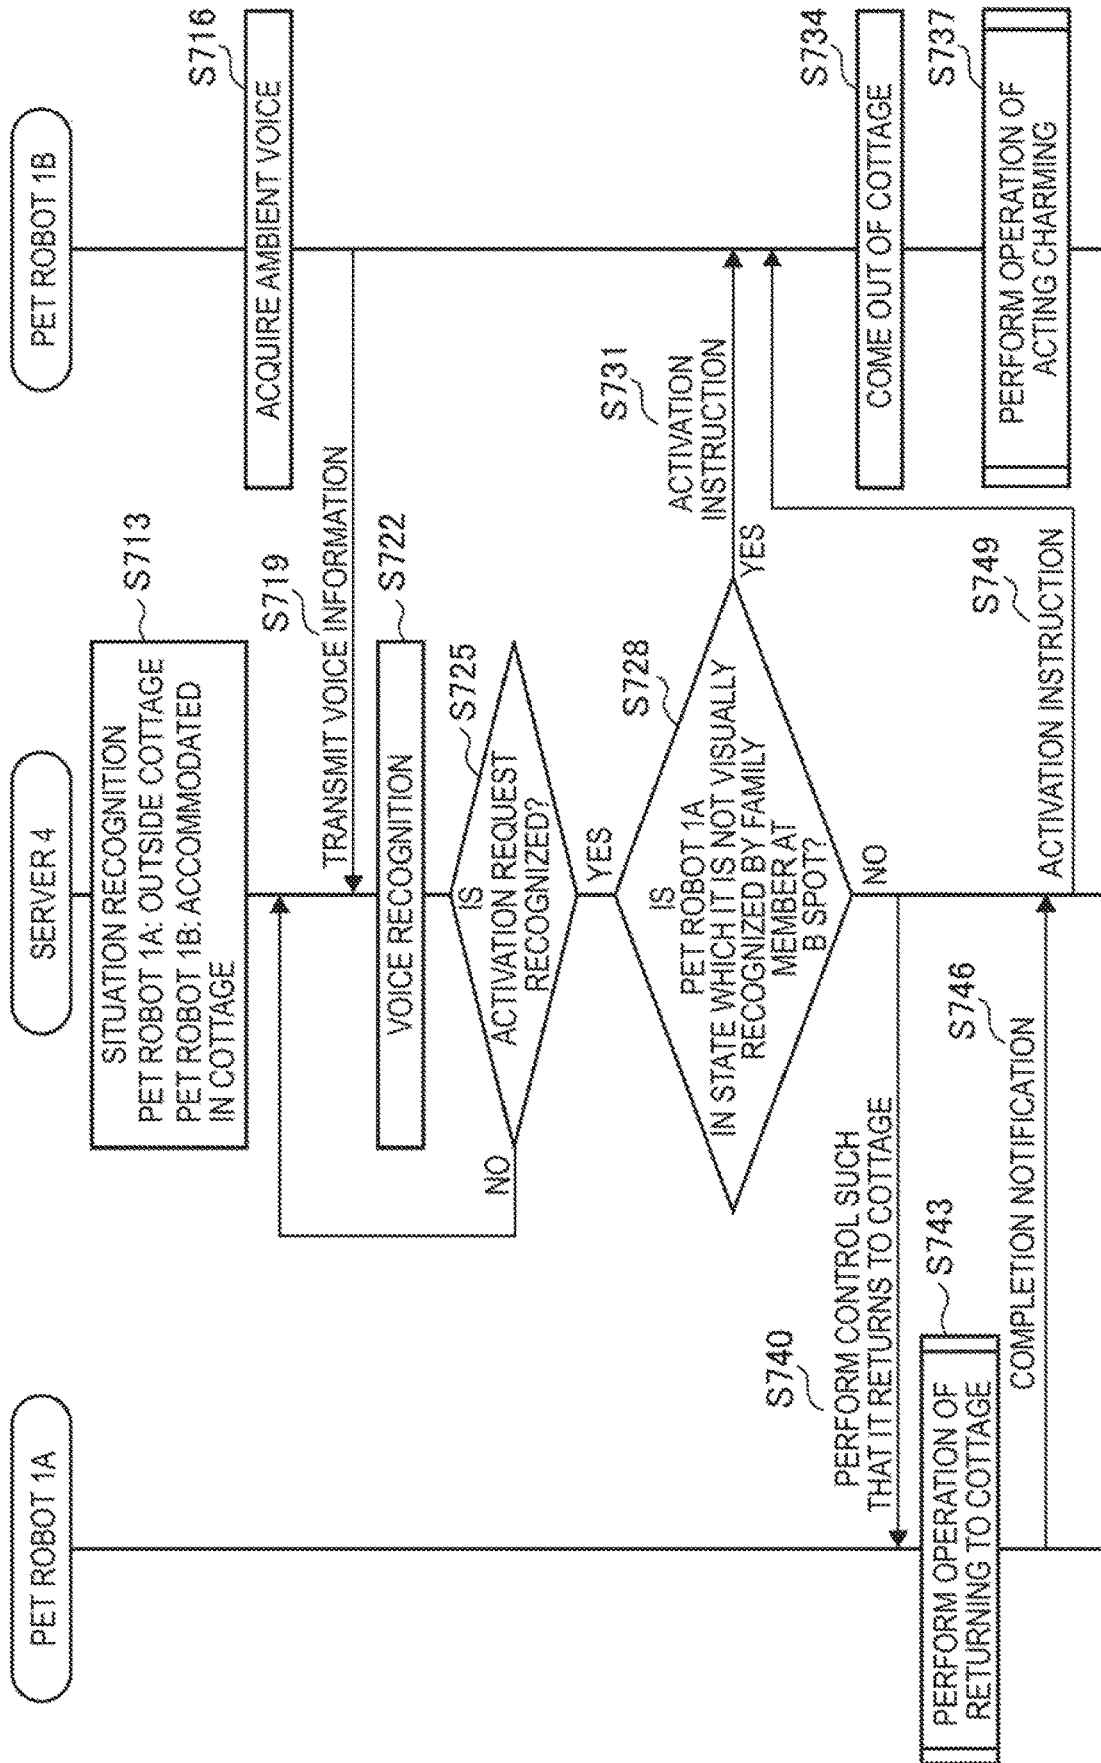 PET ROBOT 1A
SERVER 4
PET ROBOT 1B
SITUATION RECOGNITION
PET ROBOT 1A: OUTSIDE COTTAGE
PET ROBOT 1B: ACCOMMODATED
IN COTTAGE
S713
ACQUIRE AMBIENT VOICE
S716
S719
TRANSMIT VOICE INFORMATION
VOICE RECOGNITION
S722
IS
ACTIVATION REQUEST
RECOGNIZED?
S725
NO
YES
IS
PET ROBOT 1A
IN STATE WHICH IT IS NOT VISUALLY
RECOGNIZED BY FAMILY
MEMBER AT
B SPOT?
S728
YES
NO
S731
ACTIVATION
INSTRUCTION
COME OUT OF COTTAGE
S734
PERFORM OPERATION OF
ACTING CHARMING
S737
S740
PERFORM CONTROL SUCH
THAT IT RETURNS TO COTTAGE
PERFORM OPERATION OF
RETURNING TO COTTAGE
S743
S746
COMPLETION NOTIFICATION
S749
ACTIVATION INSTRUCTION